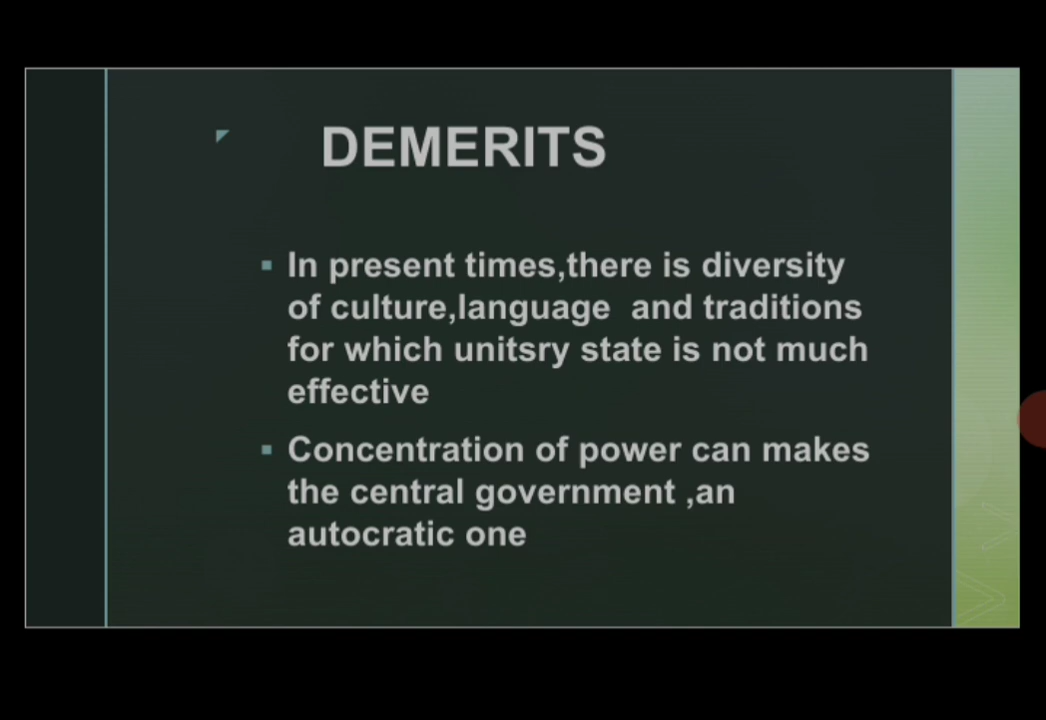 DEMERITS
In present times,there is diversity
of culture,language  and traditions
for which unitsry state is not much
effective
Concentration of power can makes
the central government ,an
autocratic one